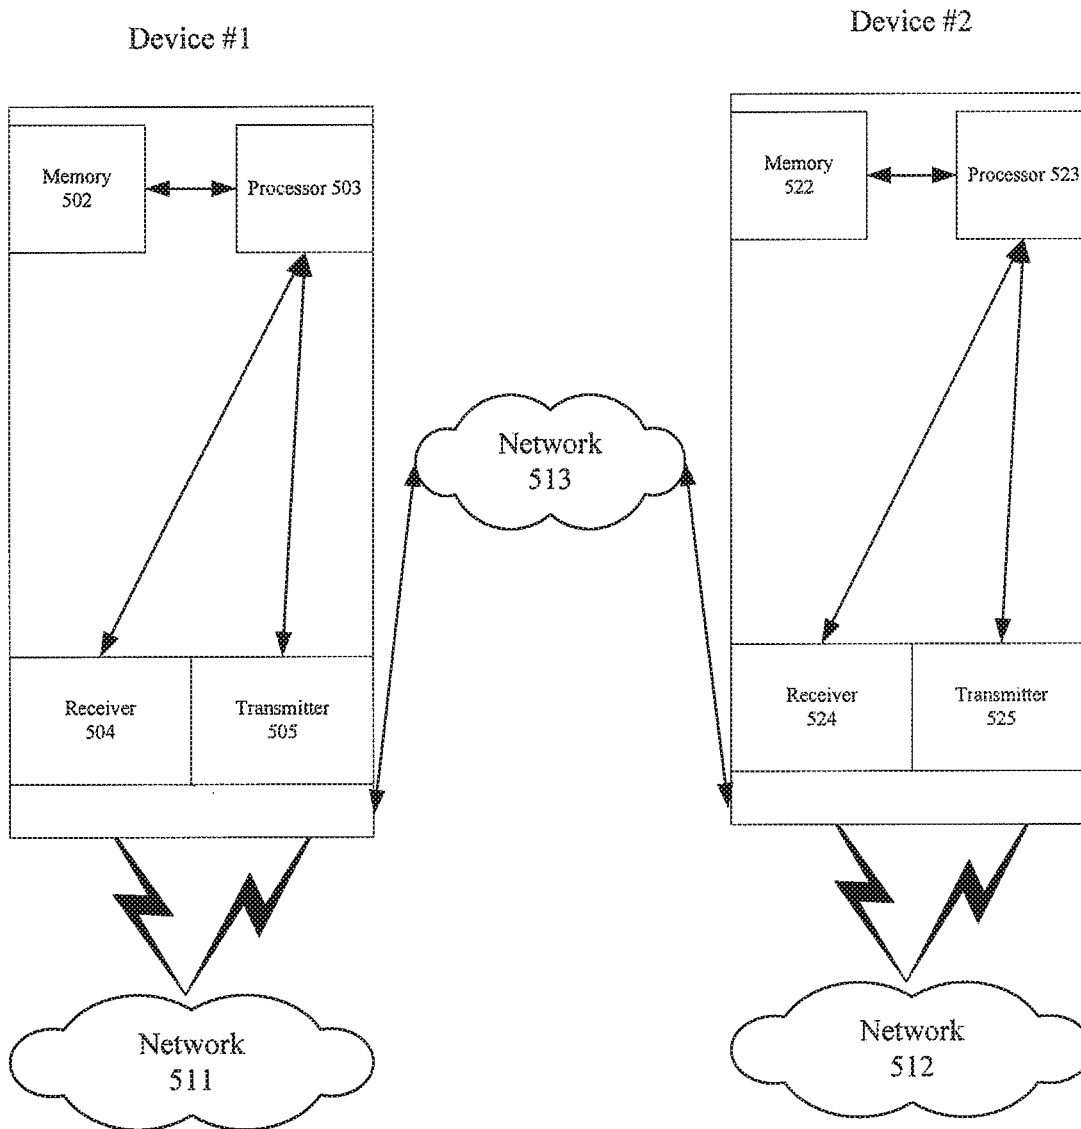 Device #1
Device #2
Memory
502
Processor 503
Memory
522
Processor 523
Network
513
Receiver
504
Transmitter
505
Receiver
524
Transmitter
525
Network
511
Network
512